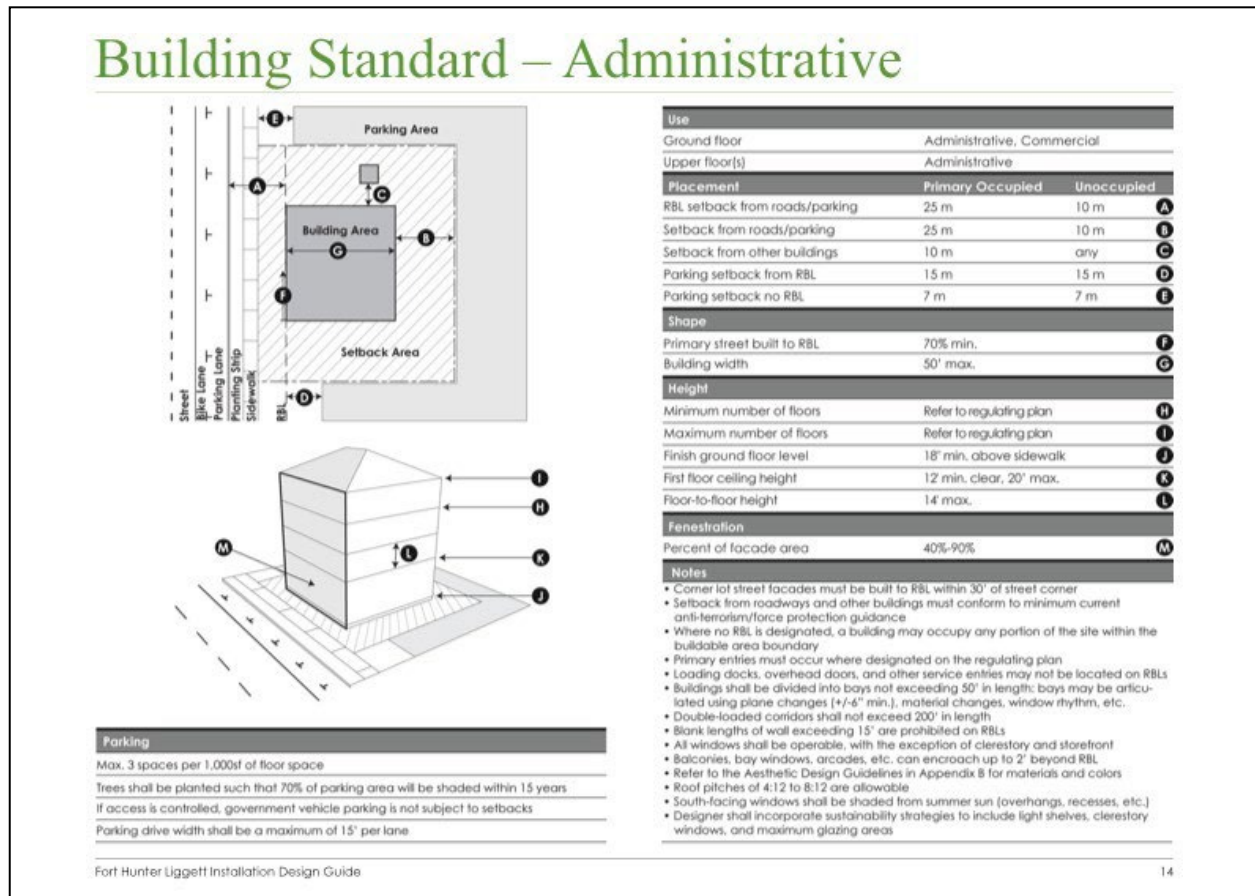 Building Standard – Administrative
E
Parking Area
A
C
Building Area
B
G
F
Setback Area
D
Street
Bike Lane
Parking Lane
Planting Strip
Sidewalk
RBL
I
H
M
L
K
J
Parking
Max. 3 spaces per 1,000sf of floor space
Trees shall be planted such that 70% of parking area will be shaded within 15 years
If access is controlled, government vehicle parking is not subject to setbacks
Parking drive width shall be a maximum of 15' per lane
Use
Ground floor Administrative, Commercial
Upper floor(s) Administrative
Placement Primary Occupied Unoccupied
RBL setback from roads/parking 25 m 10 m A
Setback from roads/parking 25 m 10 m B
Setback from other buildings 10 m any C
Parking setback from RBL 15 m 15 m D
Parking setback no RBL 7 m 7 m E
Shape
Primary street built to RBL 70% min. F
Building width 50' max. G
Height
Minimum number of floors Refer to regulating plan H
Maximum number of floors Refer to regulating plan I
Finish ground floor level 18" min. above sidewalk J
First floor ceiling height 12' min. clear, 20' max. K
Floor-to-floor height 14' max. L
Fenestration
Percent of facade area 40%-90% M
Notes
• Corner lot street facades must be built to RBL within 30' of street corner
• Setback from roadways and other buildings must conform to minimum current
anti-terrorism/force protection guidance
• Where no RBL is designated, a building may occupy any portion of the site within the
buildable area boundary
• Primary entries must occur where designated on the regulating plan
• Loading docks, overhead doors, and other service entries may not be located on RBLs
• Buildings shall be divided into bays not exceeding 50' in length; bays may be articu-
lated using plane changes (+/-6" min.), material changes, window rhythm, etc.
• Double-loaded corridors shall not exceed 200' in length
• Blank lengths of wall exceeding 15' are prohibited on RBLs
• All windows shall be operable, with the exception of clerestory and storefront
• Balconies, bay windows, arcades, etc. can encroach up to 2' beyond RBL
• Refer to the Aesthetic Design Guidelines in Appendix B for materials and colors
• Roof pitches of 4:12 to 8:12 are allowable
• South-facing windows shall be shaded from summer sun (overhangs, recesses, etc.)
• Designer shall incorporate sustainability strategies to include light shelves, clerestory
windows, and maximum glazing areas
Fort Hunter Liggett Installation Design Guide 14